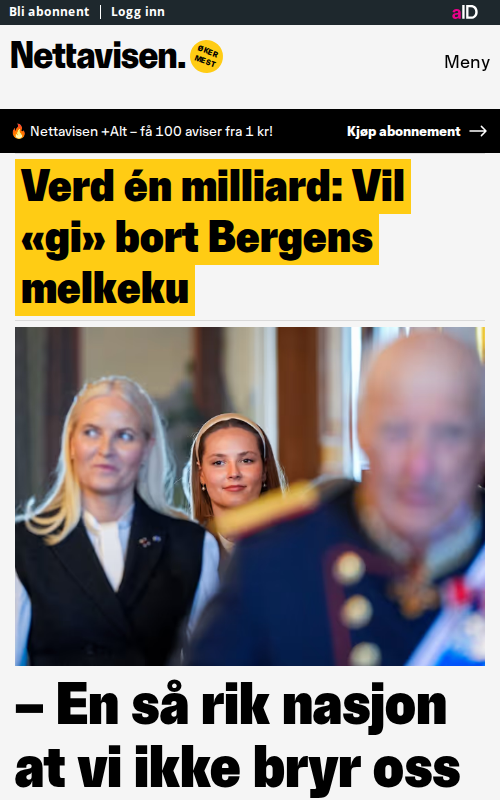 Bli abonnent | Logg inn
aID
Nettavisen.
ØKER
MEST
Meny
Nettavisen +Alt – få 100 aviser fra 1 kr!
Kjøp abonnement →
Verd én milliard: Vil
«gi» bort Bergens
melkeku
– En så rik nasjon
at vi ikke bryr oss